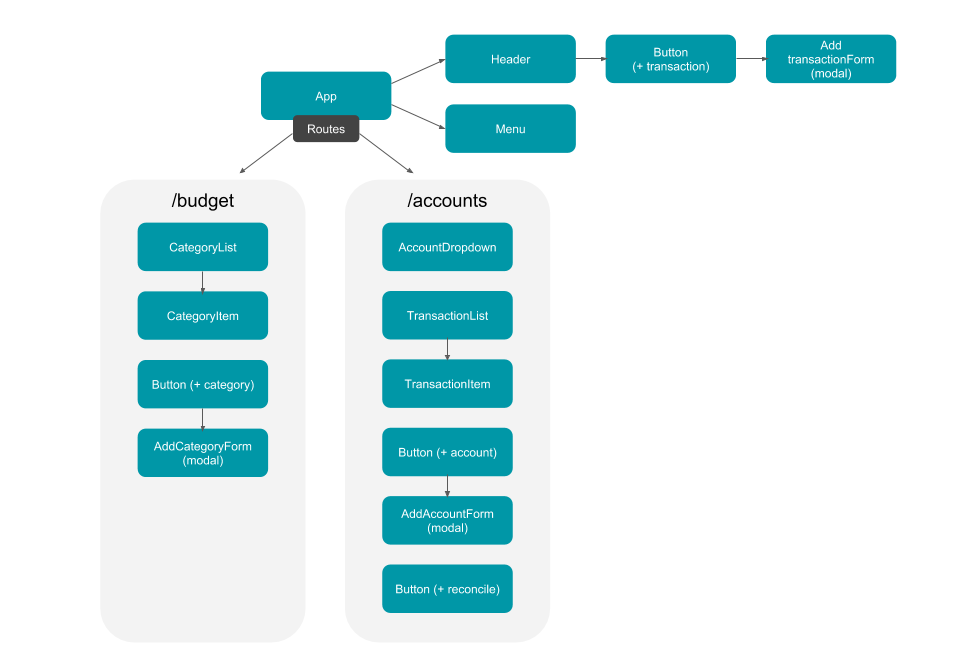 App
Routes
Header
Button
(+ transaction)
Add
transactionForm
(modal)
Menu
/budget
CategoryList
CategoryItem
Button (+ category)
AddCategoryForm
(modal)
/accounts
AccountDropdown
TransactionList
TransactionItem
Button (+ account)
AddAccountForm
(modal)
Button (+ reconcile)